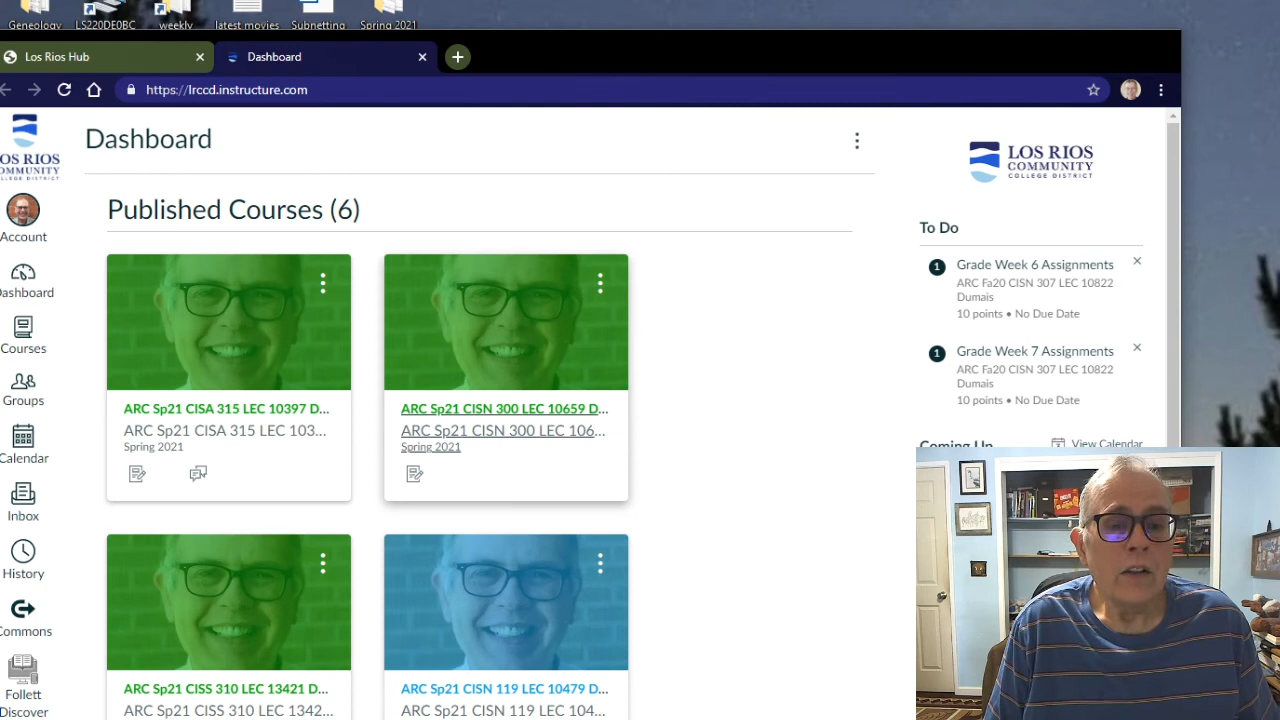 Geneology
LS220DE0BC
weekly
latest movies
Subnetting
Spring 2021
Los Rios Hub
Dashboard
https://lrccd.instructure.com
OS RIOS
OMMUNITY
COLLEGE DISTRICT
Account
Dashboard
Courses
Groups
Calendar
Inbox
History
Commons
Follett
Discover
Dashboard
Published Courses (6)
ARC Sp21 CISA 315 LEC 10397 D...
ARC Sp21 CISA 315 LEC 103...
Spring 2021
ARC Sp21 CISN 300 LEC 10659 D...
ARC Sp21 CISN 300 LEC 106...
Spring 2021
ARC Sp21 CISS 310 LEC 13421 D...
ARC Sp21 CISS 310 LEC 1342...
ARC Sp21 CISN 119 LEC 10479 D...
ARC Sp21 CISN 119 LEC 104...
LOS RIOS
COMMUNITY
COLLEGE DISTRICT
To Do
1
Grade Week 6 Assignments
ARC Fa20 CISN 307 LEC 10822
Dumais
10 points • No Due Date
1
Grade Week 7 Assignments
ARC Fa20 CISN 307 LEC 10822
Dumais
10 points • No Due Date
Coming Up
View Calendar